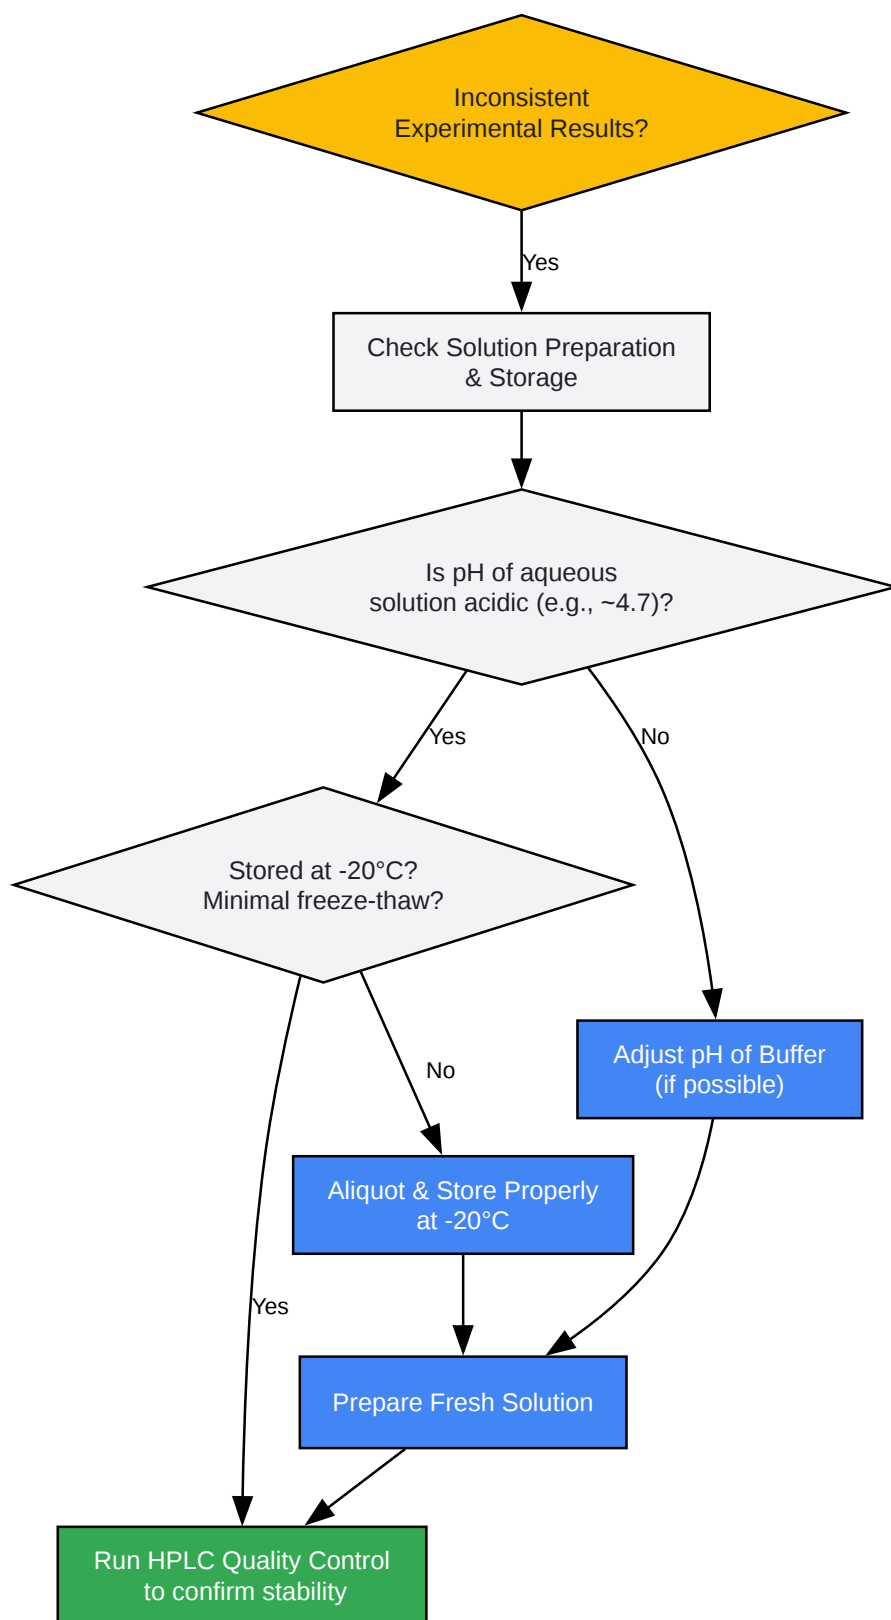 Inconsistent
Experimental Results?
Yes
Check Solution Preparation
& Storage
Is pH of aqueous
solution acidic (e.g., ~4.7)?
Yes
No
Stored at -20°C?
Minimal freeze-thaw?
No
Adjust pH of Buffer
(if possible)
Aliquot & Store Properly
at -20°C
Yes
Prepare Fresh Solution
Run HPLC Quality Control
to confirm stability